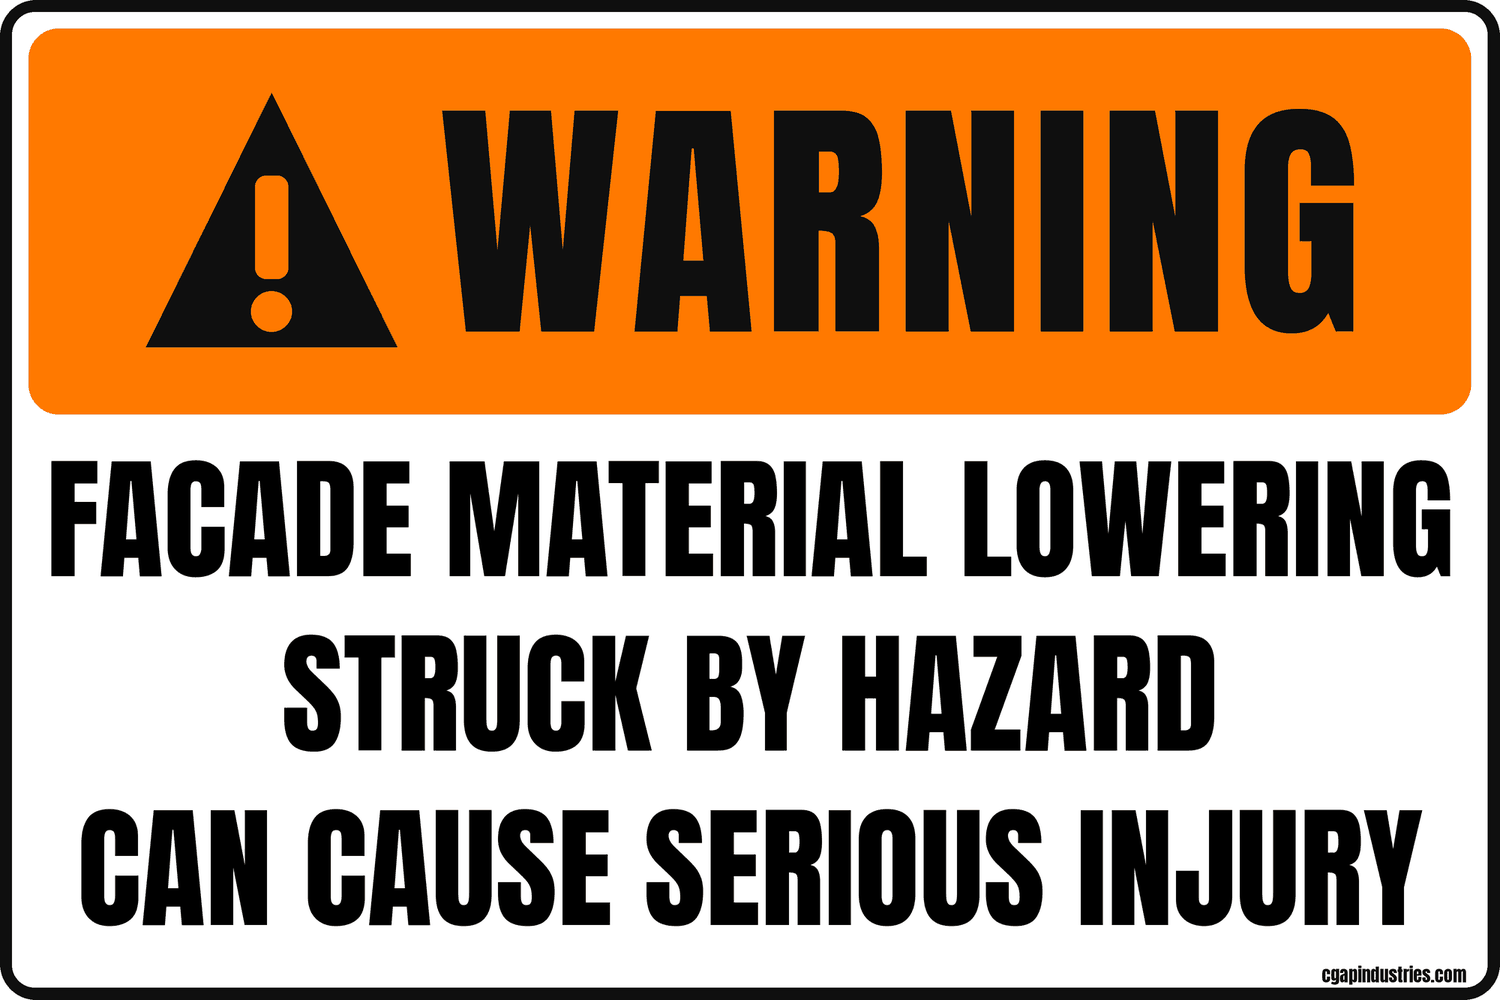 WARNING
FACADE MATERIAL LOWERING
STRUCK BY HAZARD
CAN CAUSE SERIOUS INJURY
cgapindustries.com